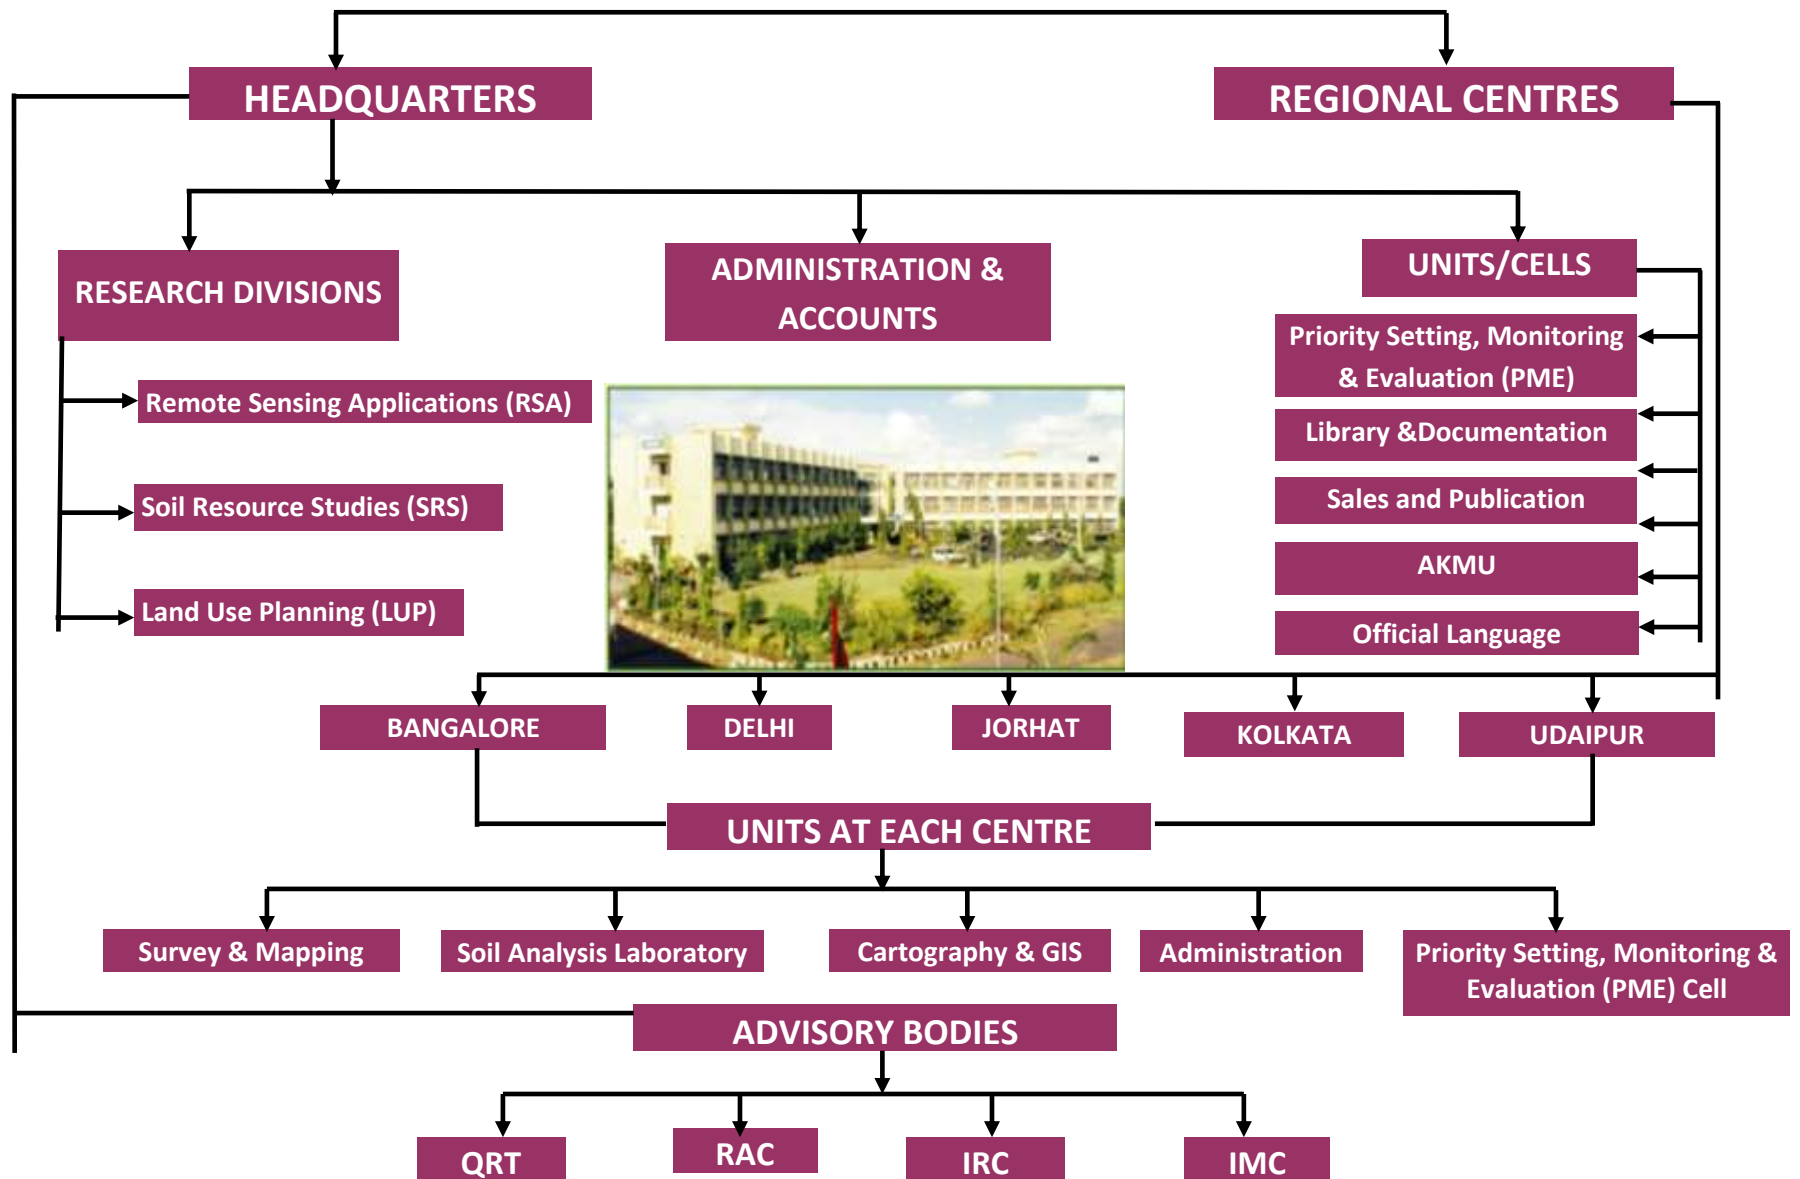 HEADQUARTERS
REGIONAL CENTRES
RESEARCH DIVISIONS
ADMINISTRATION &
ACCOUNTS
UNITS/CELLS
Priority Setting, Monitoring
& Evaluation (PME)
Remote Sensing Applications (RSA)
Library &Documentation
Soil Resource Studies (SRS)
Sales and Publication
AKMU
Land Use Planning (LUP)
Official Language
BANGALORE
DELHI
JORHAT
KOLKATA
UDAIPUR
UNITS AT EACH CENTRE
Survey & Mapping
Soil Analysis Laboratory
Cartography & GIS
Administration
Priority Setting, Monitoring &
Evaluation (PME) Cell
ADVISORY BODIES
QRT
RAC
IRC
IMC